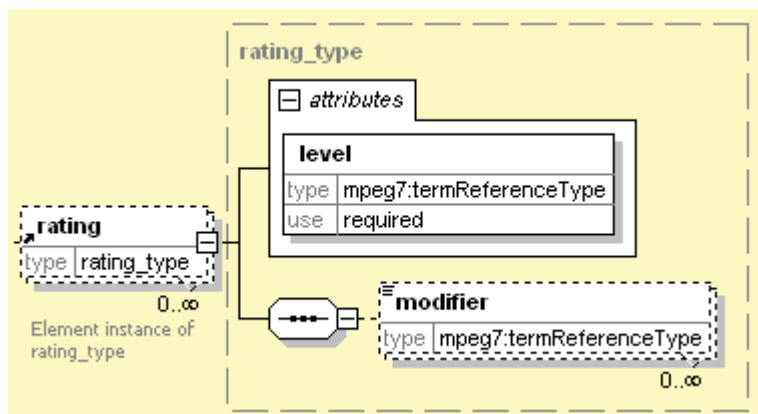 rating_type
attributes
level
type mpeg7:termReferenceType
use required
rating
type rating_type
0..∞
Element instance of
rating_type
modifier
type mpeg7:termReferenceType
0..∞